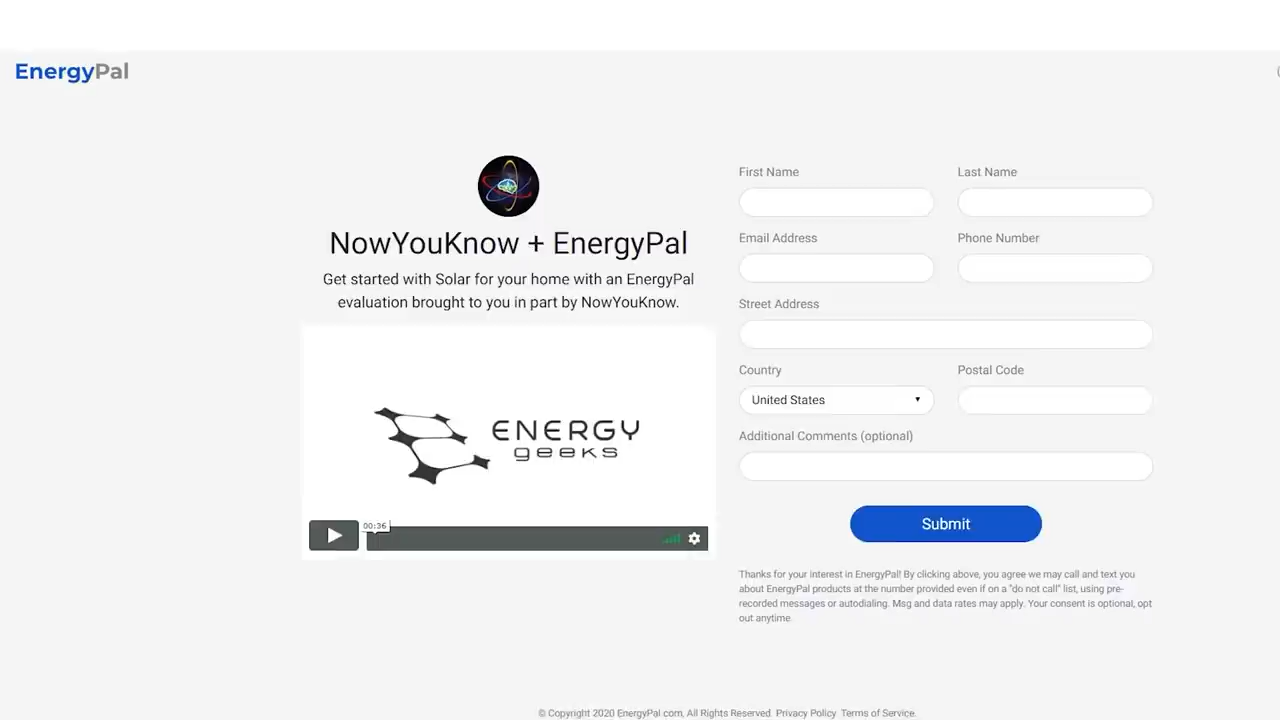 EnergyPal
NowYouKnow + EnergyPal
Get started with Solar for your home with an EnergyPal
evaluation brought to you in part by NowYouKnow.
ENERGY
geeks
00:36
First Name
Last Name
Email Address
Phone Number
Street Address
Country
Postal Code
United States
Additional Comments (optional)
Submit
Thanks for your interest in EnergyPal! By clicking above, you agree we may call and text you
about EnergyPal products at the number provided even if on a "do not call" list, using pre-
recorded messages or autodialing. Msg and data rates may apply. Your consent is optional, opt
out anytime.
© Copyright 2020 EnergyPal.com, All Rights Reserved. Privacy Policy Terms of Service.